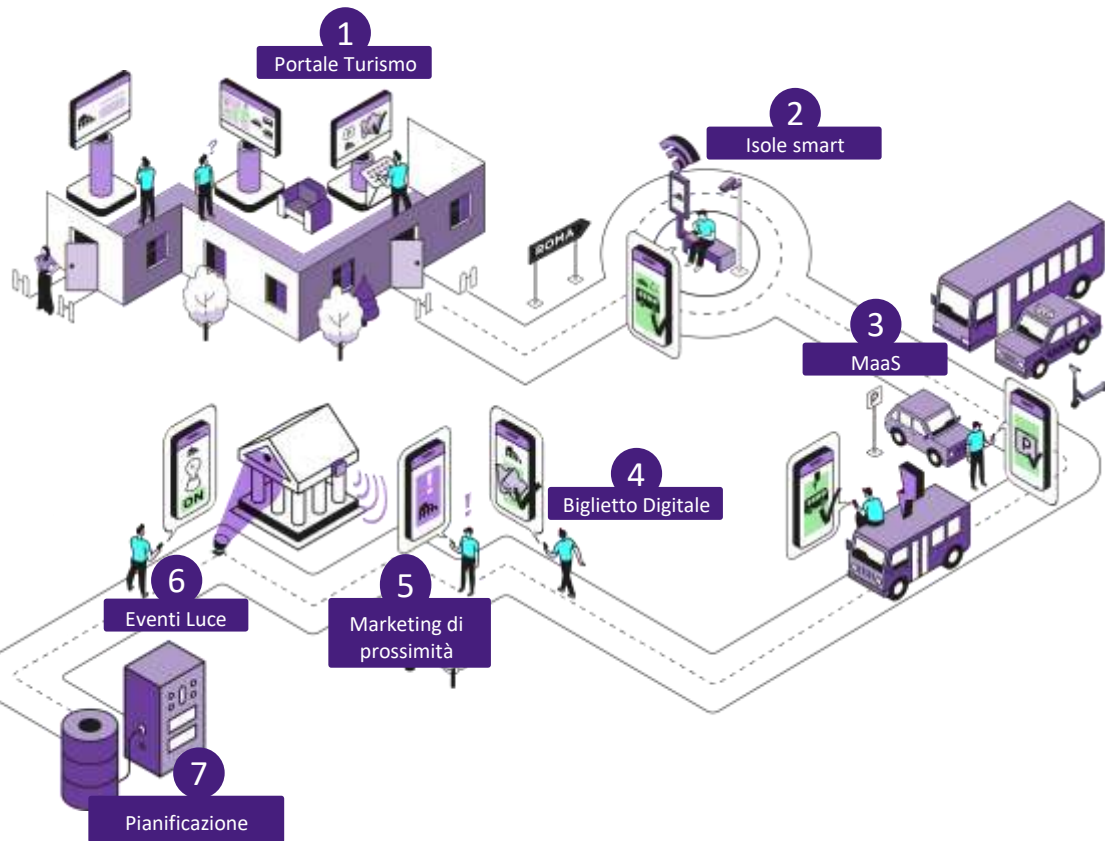 1
Portale Turismo
2
Isole smart
ROMA
3
MaaS
P
P
4
Biglietto Digitale
ON
!
!
?
5
Marketing di
prossimità
6
Eventi Luce
7
Pianificazione